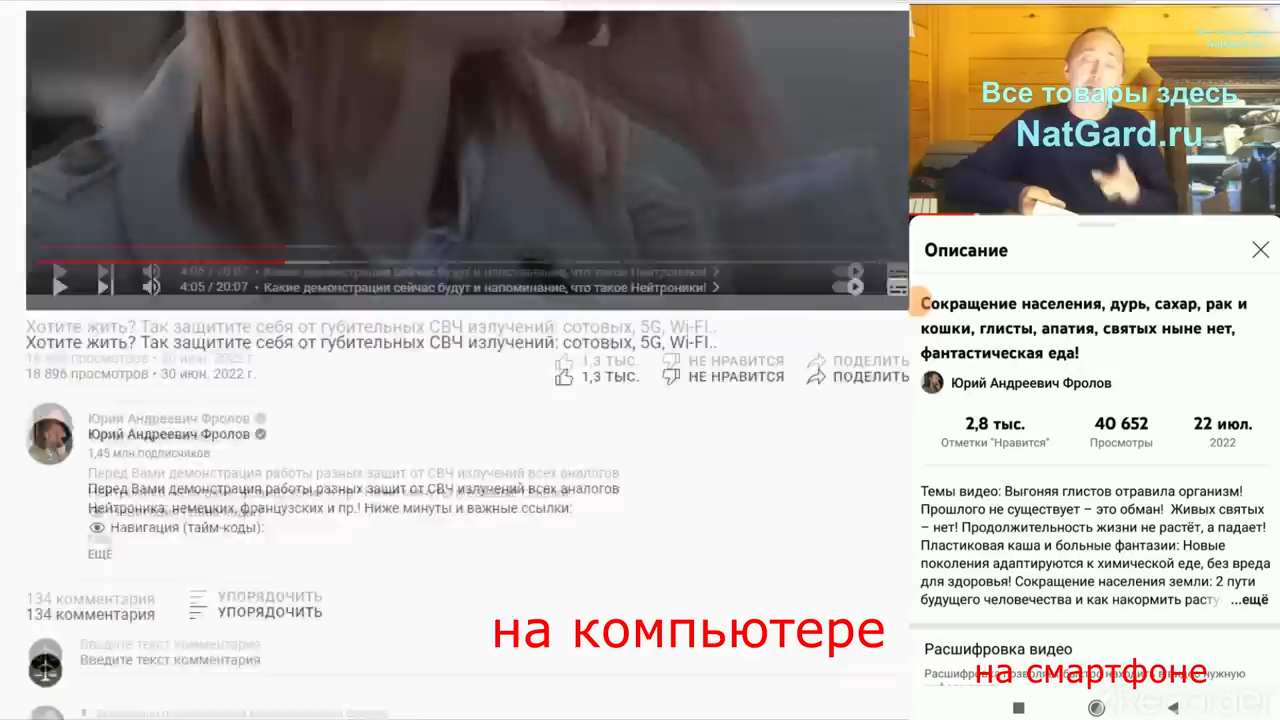 4:05 / 20:07 • Какие демонстрации сейчас будут и напоминание, что такое Нейтроники!
Хотите жить? Так защитите себя от губительных СВЧ излучений: сотовых, 5G, Wi-FI..
18 896 просмотров • 30 июн. 2022 г.
1,3 ТЫС.
НЕ НРАВИТСЯ
ПОДЕЛИТЬ
Юрий Андреевич Фролов
1,45 млн подписчиков
Перед Вами демонстрация работы разных защит от СВЧ излучений всех аналогов
Нейтроника: немецких, французских и пр.! Ниже минуты и важные ссылки:
Навигация (тайм-коды):
ЕЩЁ
134 комментария
УПОРЯДОЧИТЬ
Введите текст комментария
на компьютере
Все товары здесь
NatGard.ru
Описание
Сокращение населения, дурь, сахар, рак и
кошки, глисты, апатия, святых ныне нет,
фантастическая еда!
Юрий Андреевич Фролов
2,8 тыс.
40 652
22 июл.
Отметки "Нравится"
Просмотры
2022
Темы видео: Выгоняя глистов отравила организм!
Прошлого не существует – это обман! Живых святых
– нет! Продолжительность жизни не растёт, а падает!
Пластиковая каша и больные фантазии: Новые
поколения адаптируются к химической еде, без вреда
для здоровья! Сокращение населения земли: 2 пути
будущего человечества и как накормить расту ...ещё
Расшифровка видео
на смартфоне